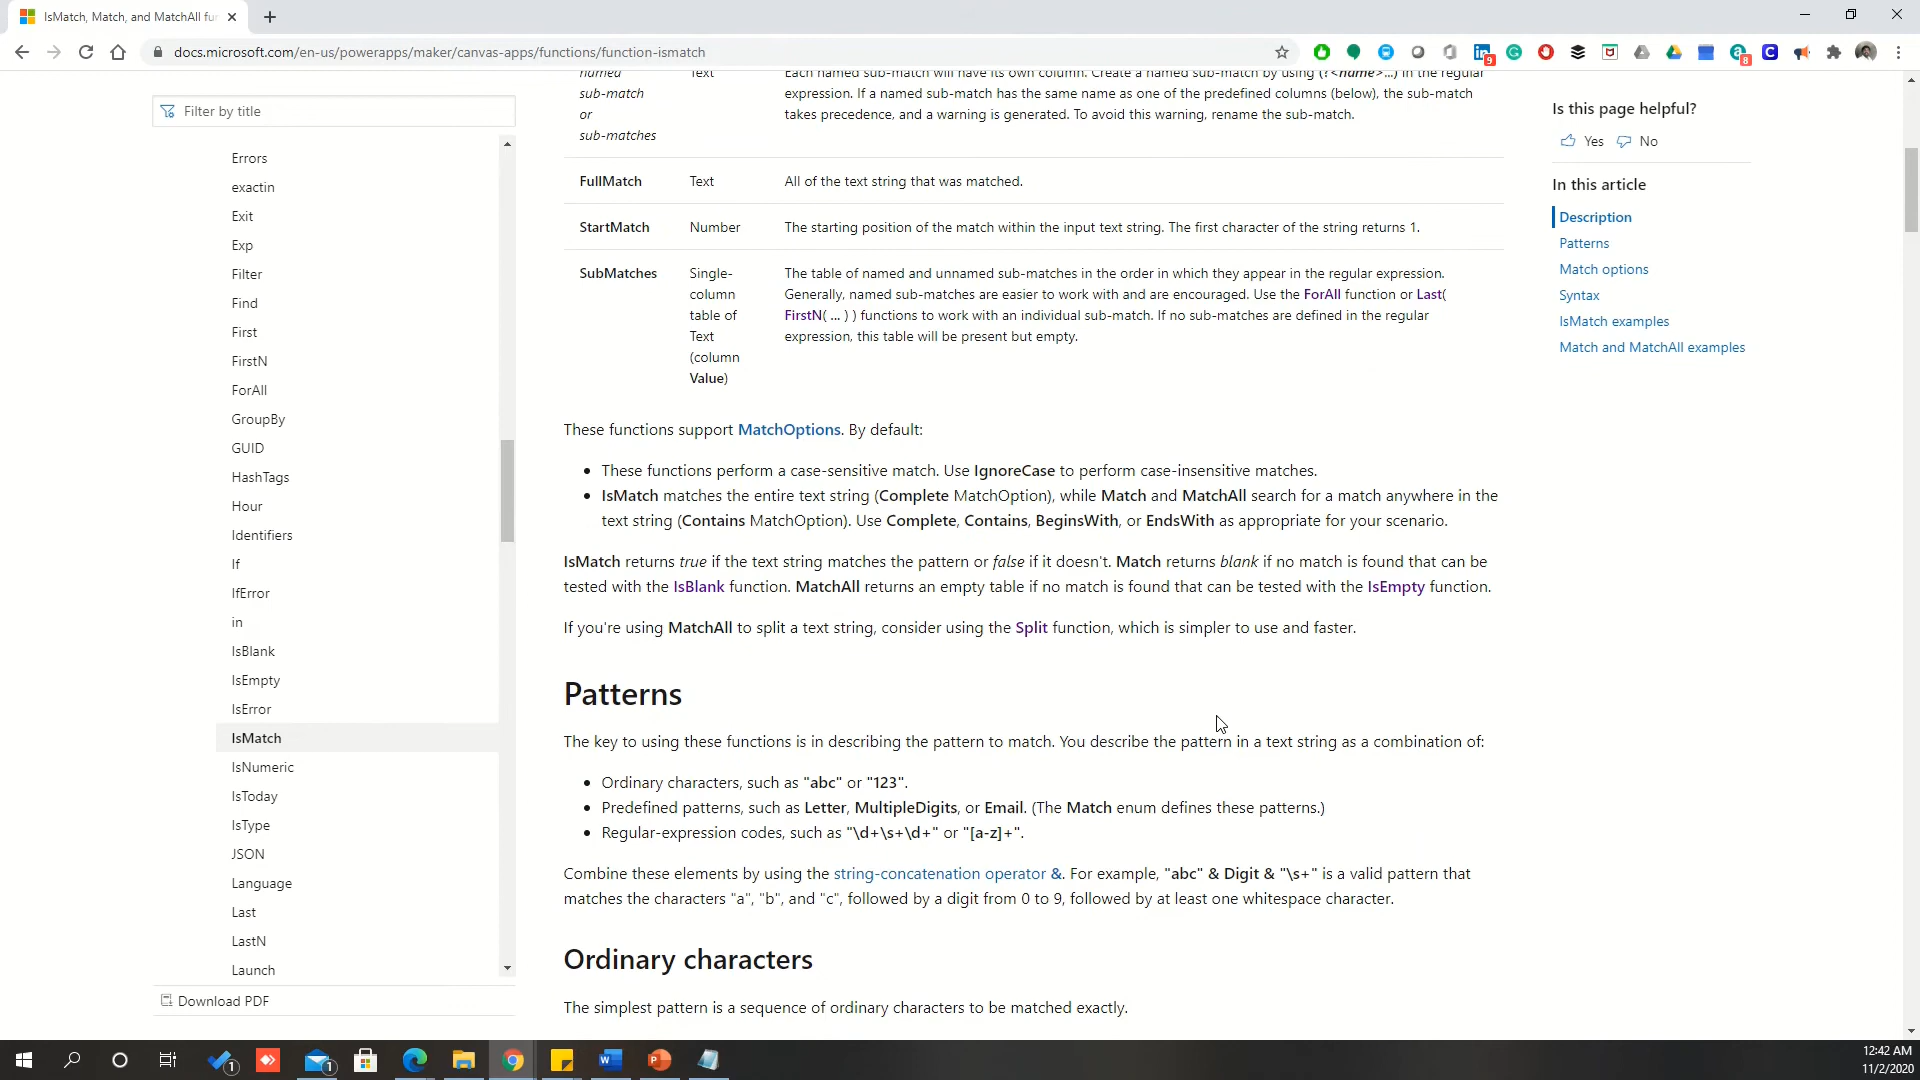 IsMatch, Match, and MatchAll fu
docs.microsoft.com/en-us/powerapps/maker/canvas-apps/functions/function-ismatch
9
8
Filter by title
Errors
exactin
Exit
Exp
Filter
Find
First
FirstN
ForAll
GroupBy
GUID
HashTags
Hour
Identifiers
If
IfError
in
IsBlank
IsEmpty
IsError
IsMatch
IsNumeric
IsToday
IsType
JSON
Language
Last
LastN
Launch
Download PDF
named Text Each named sub-match will have its own column. Create a named sub-match by using (?<name>...) in the regular
sub-match expression. If a named sub-match has the same name as one of the predefined columns (below), the sub-match
or takes precedence, and a warning is generated. To avoid this warning, rename the sub-match.
sub-matches
FullMatch Text All of the text string that was matched.
StartMatch Number The starting position of the match within the input text string. The first character of the string returns 1.
SubMatches Single- The table of named and unnamed sub-matches in the order in which they appear in the regular expression.
column Generally, named sub-matches are easier to work with and are encouraged. Use the ForAll function or Last(
table of FirstN( ... ) ) functions to work with an individual sub-match. If no sub-matches are defined in the regular
Text expression, this table will be present but empty.
(column
Value)
These functions support MatchOptions. By default:
• These functions perform a case-sensitive match. Use IgnoreCase to perform case-insensitive matches.
• IsMatch matches the entire text string (Complete MatchOption), while Match and MatchAll search for a match anywhere in the
text string (Contains MatchOption). Use Complete, Contains, BeginsWith, or EndsWith as appropriate for your scenario.
IsMatch returns true if the text string matches the pattern or false if it doesn't. Match returns blank if no match is found that can be
tested with the IsBlank function. MatchAll returns an empty table if no match is found that can be tested with the IsEmpty function.
If you're using MatchAll to split a text string, consider using the Split function, which is simpler to use and faster.
Patterns
The key to using these functions is in describing the pattern to match. You describe the pattern in a text string as a combination of:
• Ordinary characters, such as "abc" or "123".
• Predefined patterns, such as Letter, MultipleDigits, or Email. (The Match enum defines these patterns.)
• Regular-expression codes, such as "\d+\s+\d+" or "[a-z]+".
Combine these elements by using the string-concatenation operator &. For example, "abc" & Digit & "\s+" is a valid pattern that
matches the characters "a", "b", and "c", followed by a digit from 0 to 9, followed by at least one whitespace character.
Ordinary characters
The simplest pattern is a sequence of ordinary characters to be matched exactly.
Is this page helpful?
Yes No
In this article
Description
Patterns
Match options
Syntax
IsMatch examples
Match and MatchAll examples
1
1
12:42 AM
11/2/2020